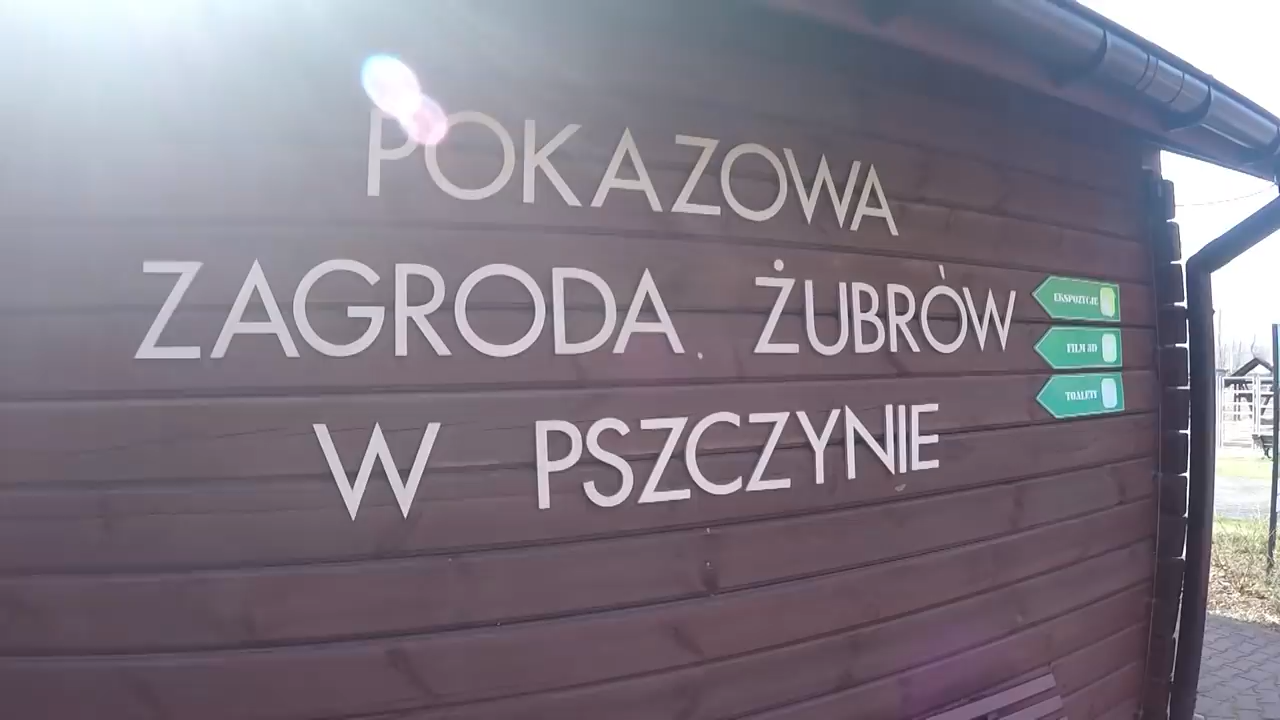 POKAZOWA
ZAGRODA ŻUBRÓW
W PSZCZYNIE
EKSPOZYCJE
FILM 3D
TOALETY